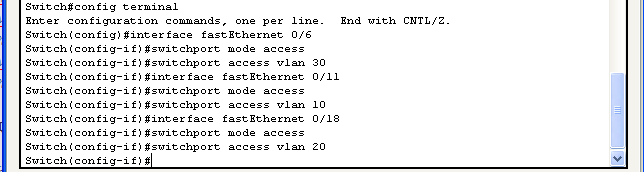 Switch#config terminal
Enter configuration commands, one per line.  End with CNTL/Z.
Switch(config)#interface fastEthernet 0/6
Switch(config-if)#switchport mode access
Switch(config-if)#switchport access vlan 30
Switch(config-if)#interface fastEthernet 0/11
Switch(config-if)#switchport mode access
Switch(config-if)#switchport access vlan 10
Switch(config-if)#interface fastEthernet 0/18
Switch(config-if)#switchport mode access
Switch(config-if)#switchport access vlan 20
Switch(config-if)#